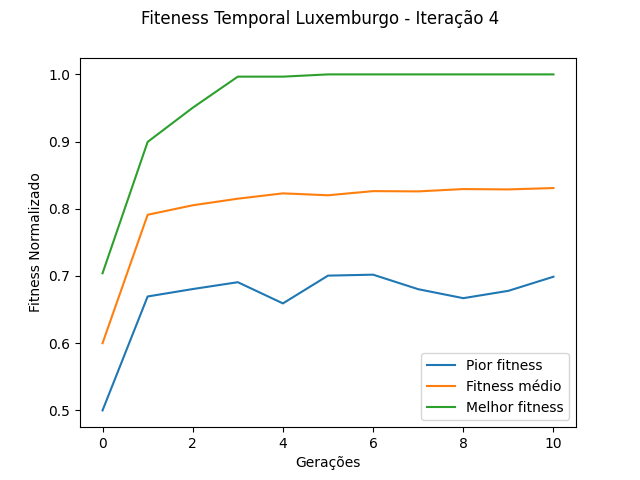 Fiteness Temporal Luxemburgo - Iteração 4
1.0
0.9
0.8
0.7
0.6
0.5
Fitness Normalizado
Pior fitness
Fitness médio
Melhor fitness
0 2 4 6 8 10
Gerações